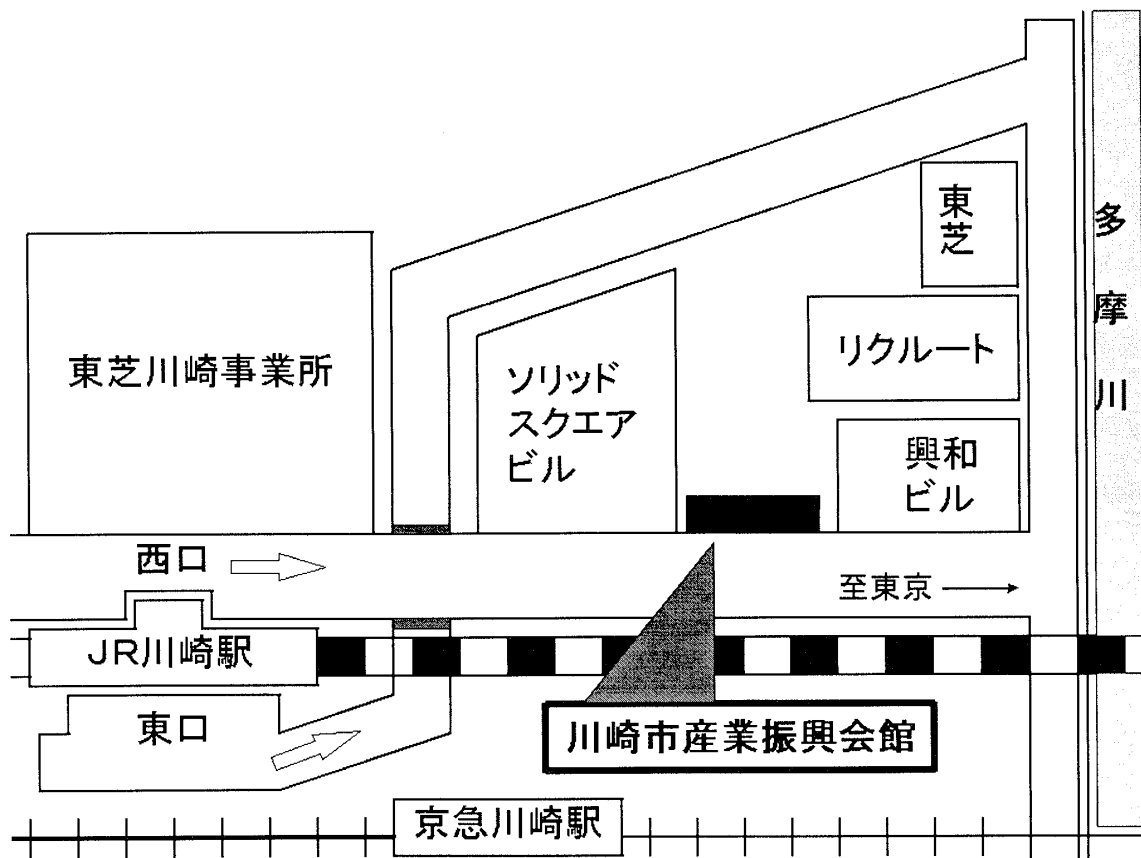 東芝
多摩川
リクルート
東芝川崎事業所
ソリッド
スクエア
ビル
興和
ビル
西口
至東京
JR川崎駅
東口
川崎市産業振興会館
京急川崎駅